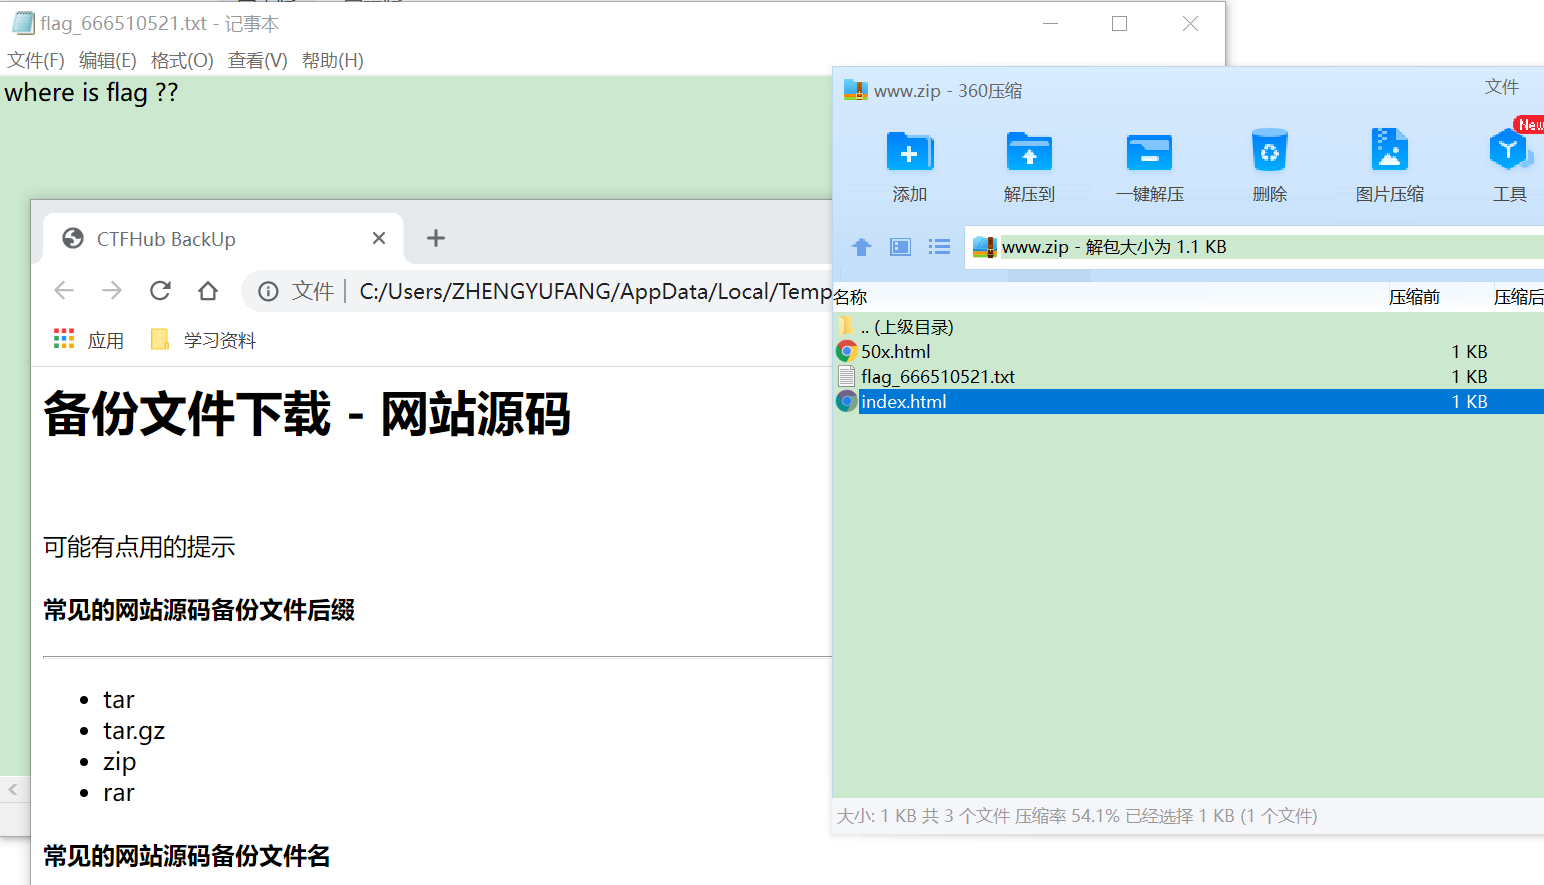 flag_666510521.txt - 记事本
文件(F) 编辑(E) 格式(O) 查看(V) 帮助(H)
where is flag ??
CTFHub BackUp
文件 | C:/Users/ZHENGYUFANG/AppData/Local/Temp
应用 学习资料
备份文件下载 - 网站源码
可能有点用的提示
常见的网站源码备份文件后缀
tar
tar.gz
zip
rar
常见的网站源码备份文件名
www.zip - 360压缩 文件
New
添加 解压到 一键解压 删除 图片压缩 工具
www.zip - 解包大小为 1.1 KB
名称 压缩前 压缩后
.. (上级目录)
50x.html 1 KB
flag_666510521.txt 1 KB
index.html 1 KB
大小: 1 KB 共 3 个文件 压缩率 54.1% 已经选择 1 KB (1 个文件)